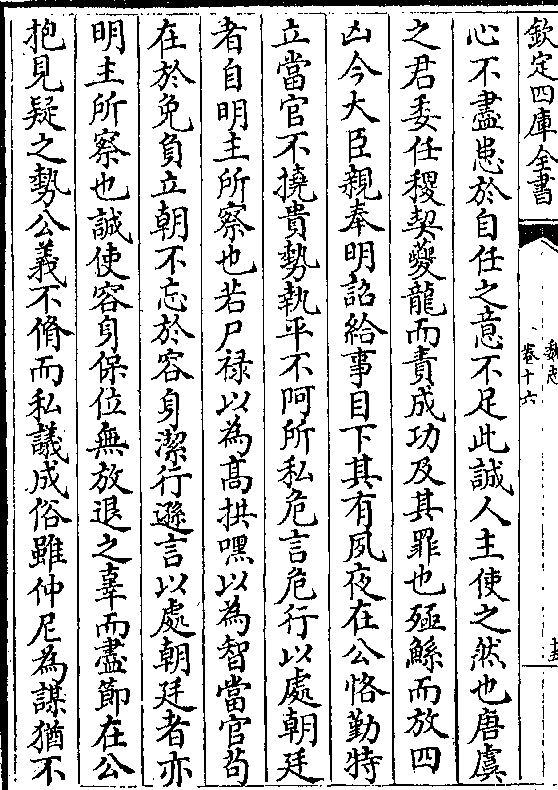 欽定四庫全書
魏志
卷十六
心不盡患於自任之意不足此誠人主使之然也唐虞
之君委任稷契夔龍而責成功及其罪也殛鯀而放四
凶今大臣親奉明詔給事目下其有夙夜在公恪勤特
立當官不撓貴勢執平不阿所私危言危行以處朝廷
者自明主所察也若尸禄以為高拱嘿以為智當官苟
在於免負立朝不忘於容身潔行遜言以處朝廷者亦
明主所察也誠使容身保位無放退之辜而盡節在公
抱見疑之勢公義不脩而私議成俗雖仲尼為謀猶不